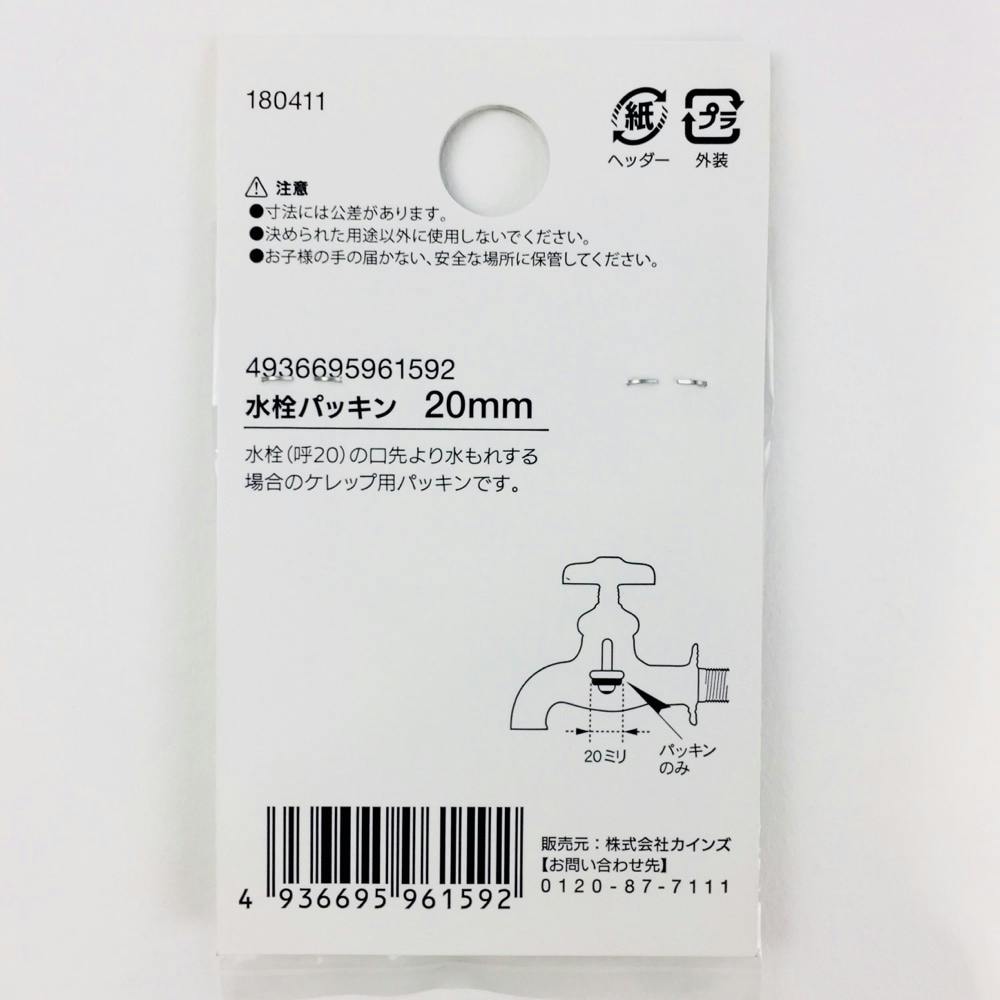 180411
紙
プラ
ヘッダー
外装
注意
●寸法には公差があります。
●決められた用途以外に使用しないでください。
●お子様の手の届かない、安全な場所に保管してください。
4936695961592
水栓パッキン 20mm
水栓(呼20)の口先より水もれする
場合のケレップ用パッキンです。
20ミリ
パッキン
のみ
販売元:株式会社カインズ
【お問い合わせ先】
0120-87-7111
4 936695 961592